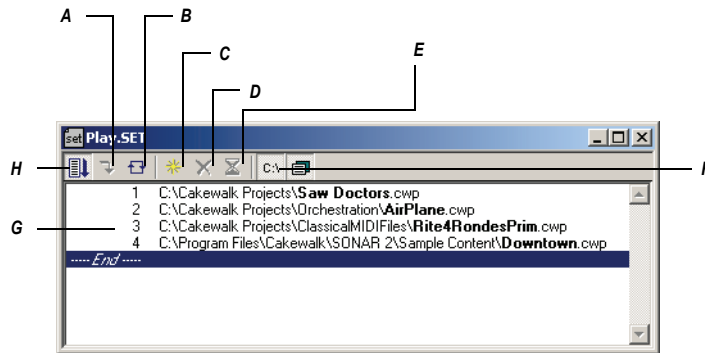 A
B
C
D
E
set Play.SET
H
C:\
1 C:\Cakewalk Projects\Saw Doctors.cwp
2 C:\Cakewalk Projects\Orchestration\AirPlane.cwp
G
3 C:\Cakewalk Projects\ClassicalMIDIFiles\Rite4RondesPrim.cwp
4 C:\Program Files\Cakewalk\SONAR 2\Sample Content\Downtown.cwp
----- End -----